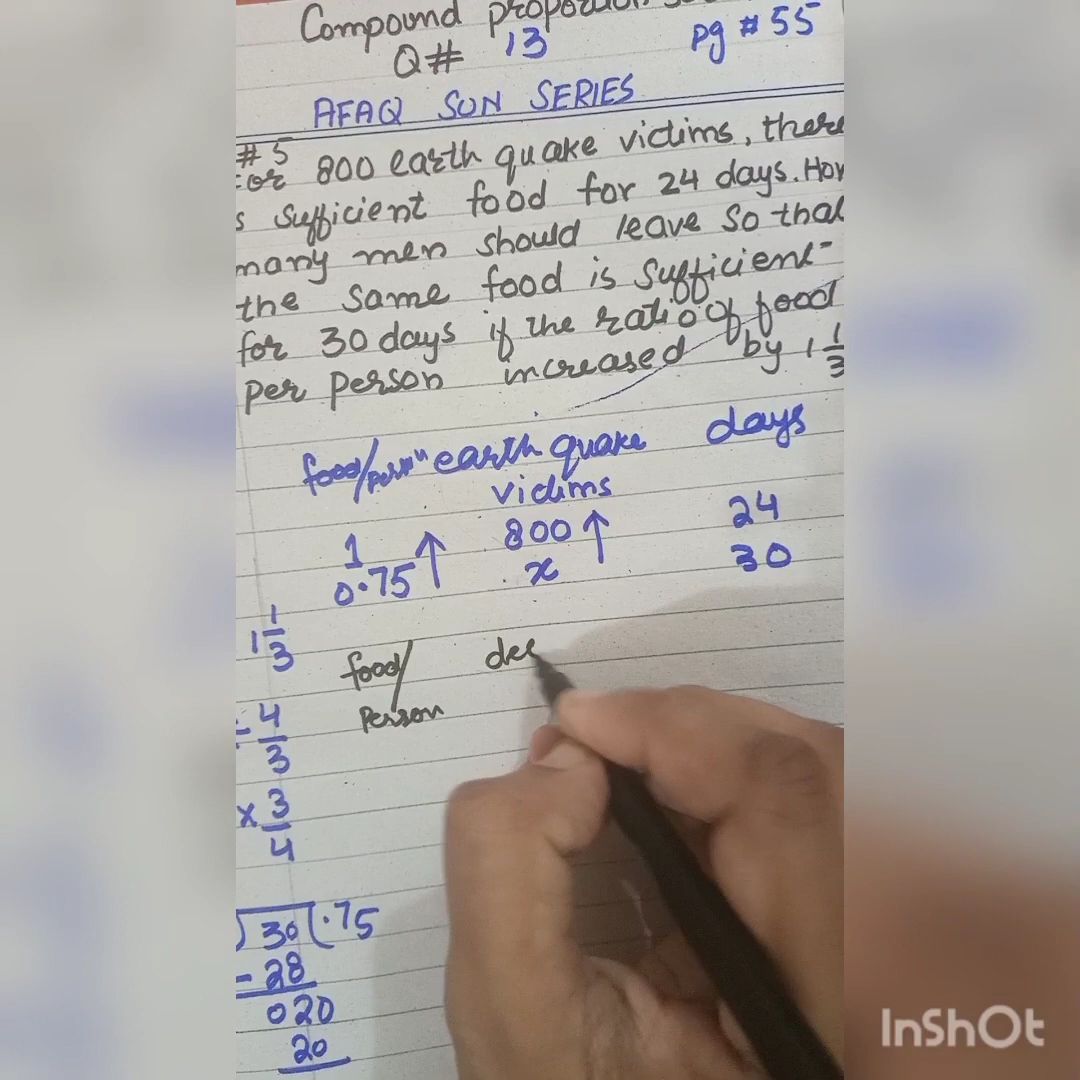 Compound
Q# 13 pg # 55
AFAQ SUN SERIES
# 5
For 800 earth quake victims, there
s sufficient food for 24 days. How
many men should leave so that
the same food is sufficient
for 30 days if the ratio of food
per person increased by 1 1/3
food/person earth quake days
victims
1 800 24
0.75 x 30
1 1/3
food/ dec
person
= 4/3
× 3/4
) 30 ( .75
- 28
020
20
InShOt